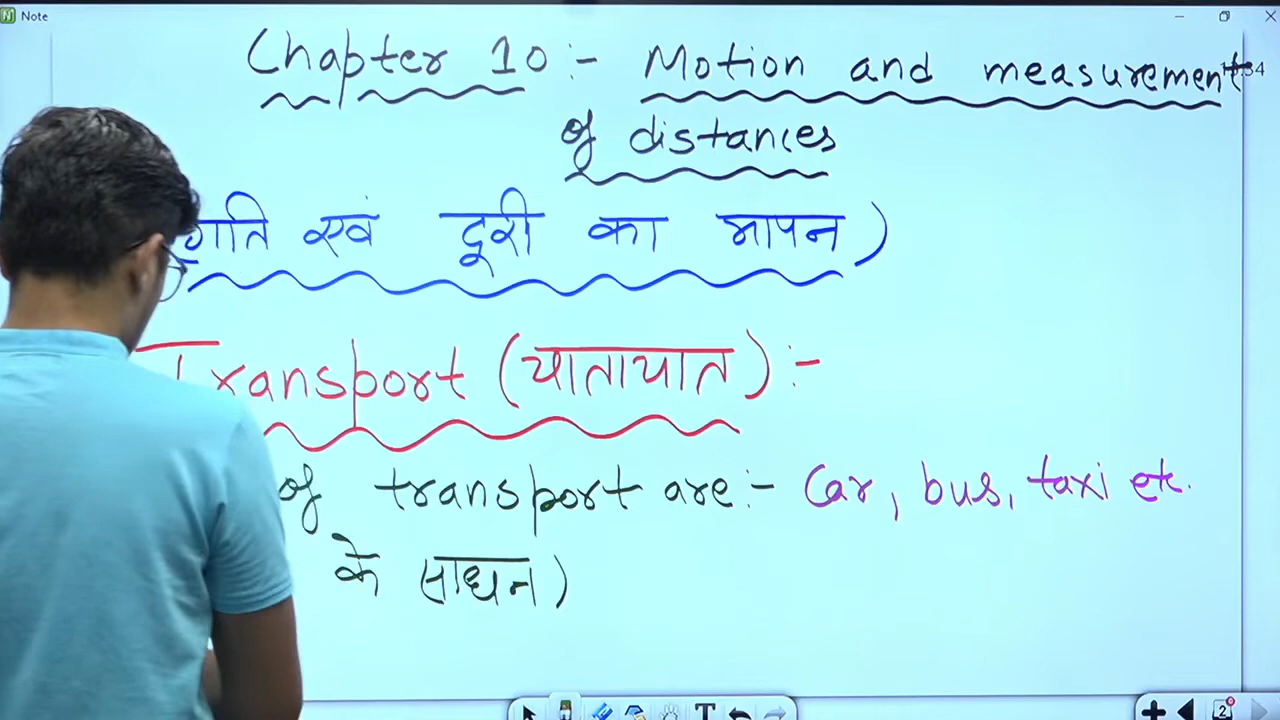 Note
Chapter 10:- Motion and measurement
of distances
गति एवं दूरी का मापन)
Transport (यातायात):-
of transport are:- Car, bus, taxi etc.
के साधन)